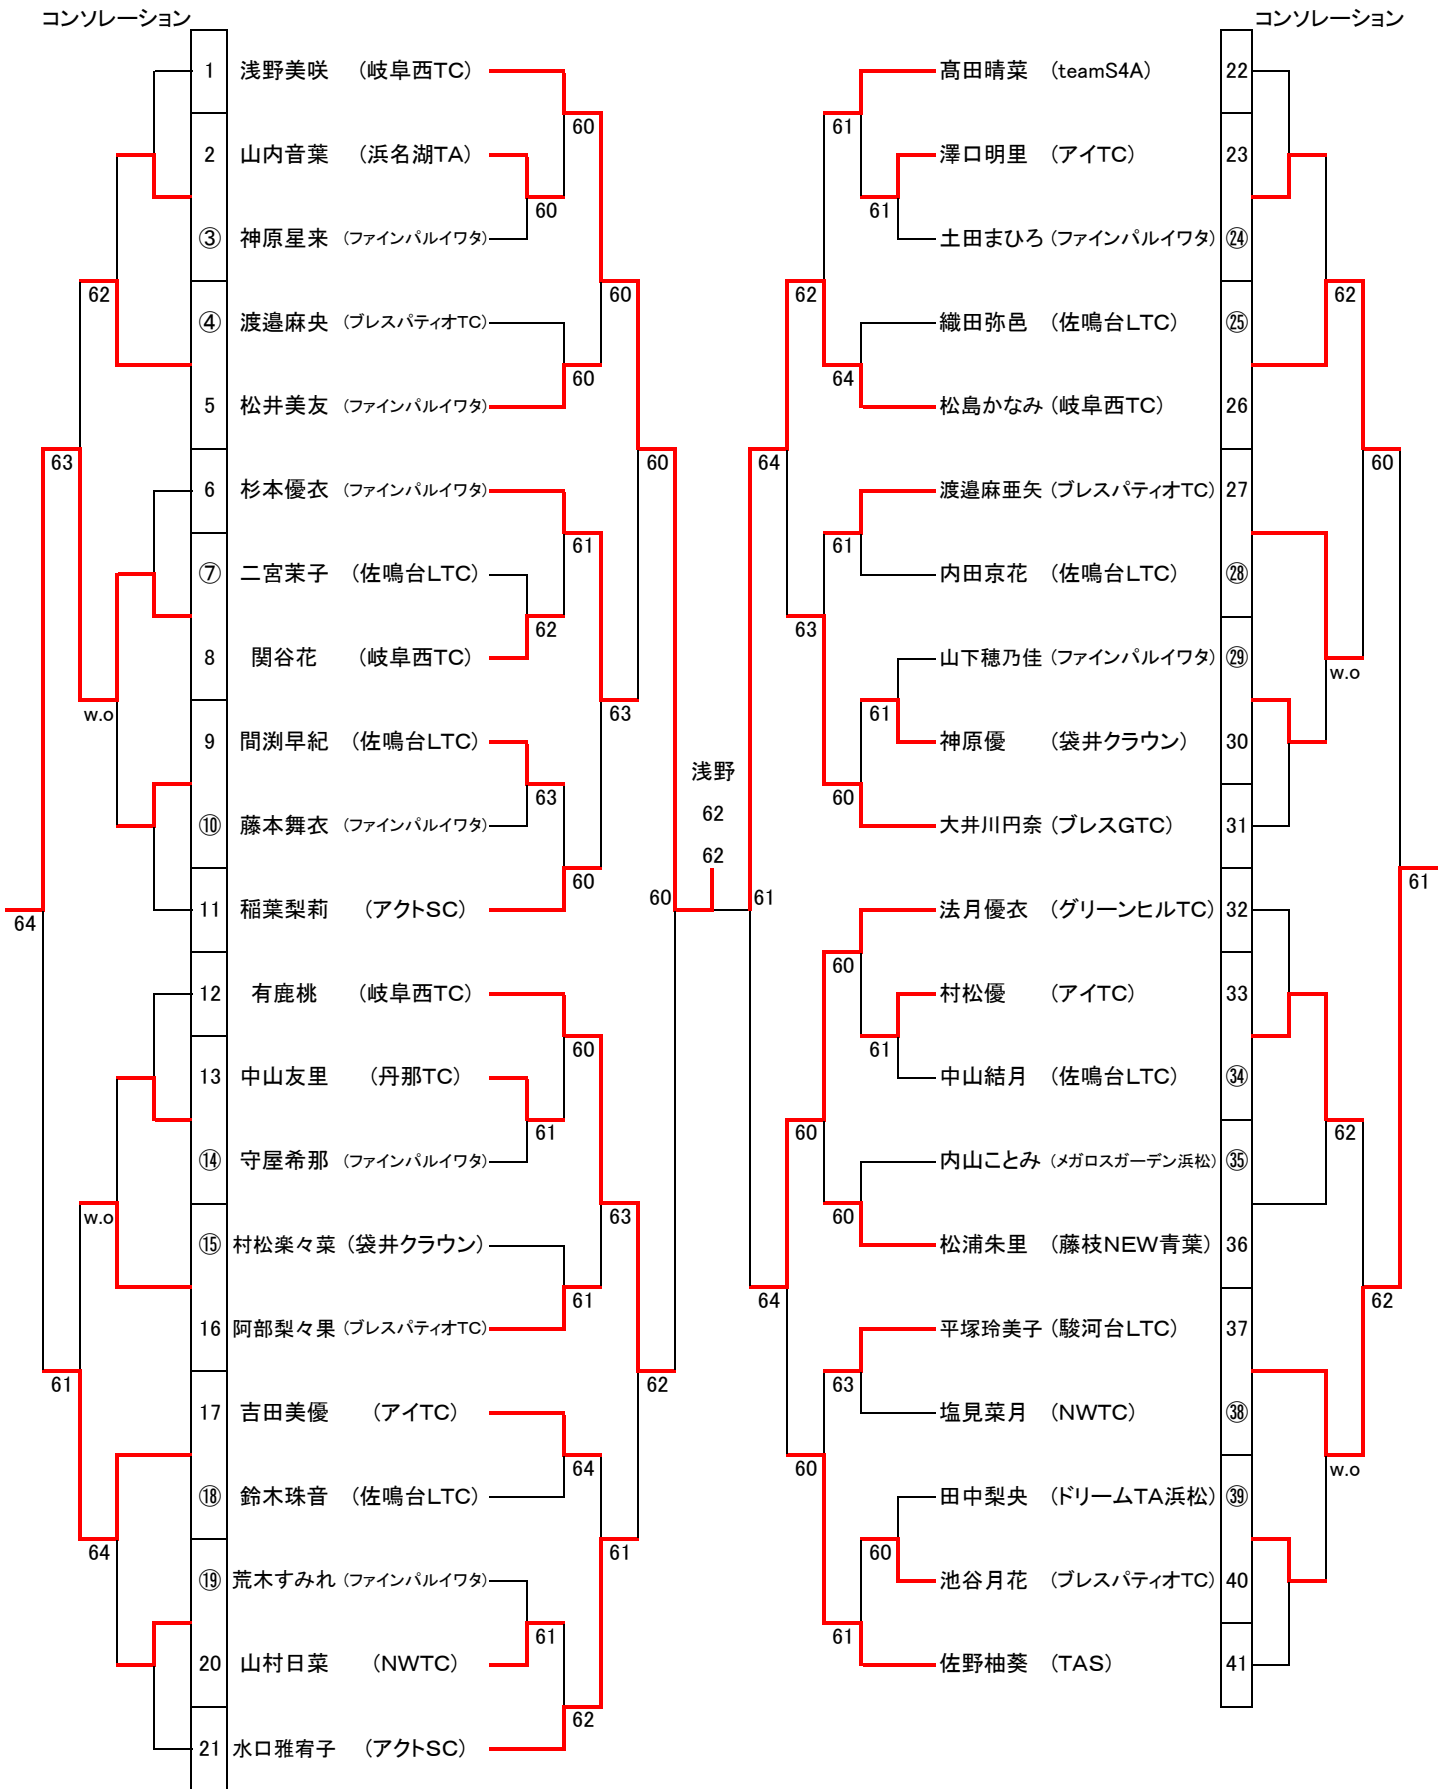 コンソレーション
コンソレーション
1 浅野美咲 (岐阜西TC)
60
2 山内音葉 (浜名湖TA)
60
③ 神原星来 (ファインパルイワタ)
62
60
④ 渡邉麻央 (ブレスパティオTC)
60
5 松井美友 (ファインパルイワタ)
63
60
6 杉本優衣 (ファインパルイワタ)
61
⑦ 二宮茉子 (佐鳴台LTC)
62
8 関谷花 (岐阜西TC)
w.o
63
9 間渕早紀 (佐鳴台LTC)
63
⑩ 藤本舞衣 (ファインパルイワタ)
60
11 稲葉梨莉 (アクトSC)
64
60
12 有鹿桃 (岐阜西TC)
60
13 中山友里 (丹那TC)
61
⑭ 守屋希那 (ファインパルイワタ)
w.o
63
⑮ 村松楽々菜 (袋井クラウン)
61
16 阿部梨々果 (ブレスパティオTC)
61
62
17 吉田美優 (アイTC)
64
⑱ 鈴木珠音 (佐鳴台LTC)
64
61
⑲ 荒木すみれ (ファインパルイワタ)
61
20 山村日菜 (NWTC)
62
21 水口雅宥子 (アクトSC)
浅野
62
62
髙田晴菜 (teamS4A) 22
61
澤口明里 (アイTC) 23
61
土田まひろ (ファインパルイワタ) ㉔
62
62
織田弥邑 (佐鳴台LTC) ㉕
64
松島かなみ (岐阜西TC) 26
64
60
渡邉麻亜矢 (ブレスパティオTC) 27
61
内田京花 (佐鳴台LTC) ㉘
63
山下穂乃佳 (ファインパルイワタ) ㉙
w.o
61
神原優 (袋井クラウン) 30
60
大井川円奈 (ブレスGTC) 31
61
61
法月優衣 (グリーンヒルTC) 32
60
村松優 (アイTC) 33
61
中山結月 (佐鳴台LTC) ㉞
60
62
内山ことみ (メガロスガーデン浜松) ㉟
60
松浦朱里 (藤枝NEW青葉) 36
64
62
平塚玲美子 (駿河台LTC) 37
63
塩見菜月 (NWTC) ㊳
60
w.o
田中梨央 (ドリームTA浜松) ㊴
60
池谷月花 (ブレスパティオTC) 40
61
佐野柚葵 (TAS) 41